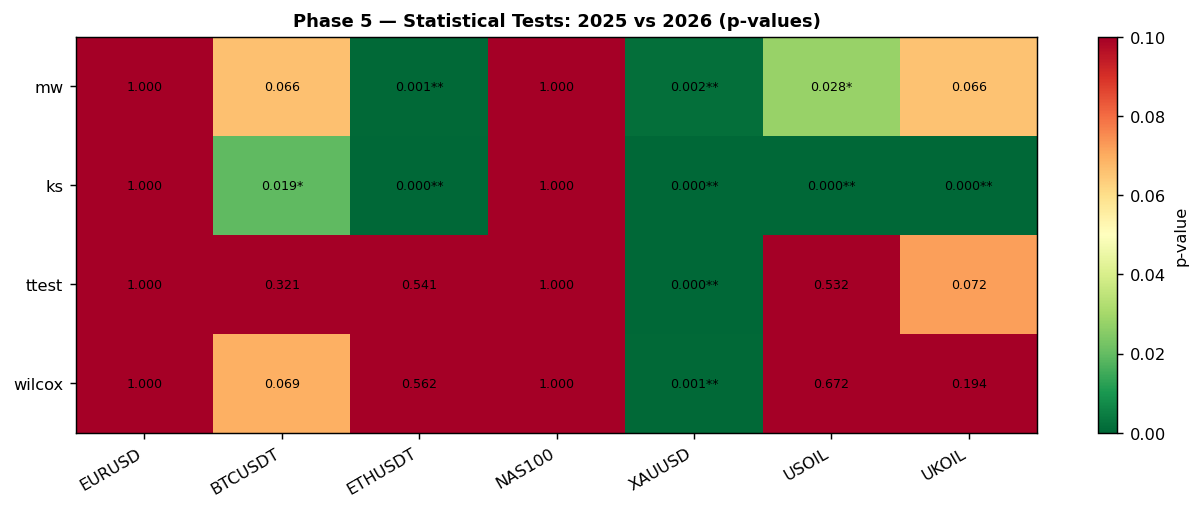 Phase 5 — Statistical Tests: 2025 vs 2026 (p-values)
mw 1.000 0.066 0.001** 1.000 0.002** 0.028* 0.066
ks 1.000 0.019* 0.000** 1.000 0.000** 0.000** 0.000**
ttest 1.000 0.321 0.541 1.000 0.000** 0.532 0.072
wilcox 1.000 0.069 0.562 1.000 0.001** 0.672 0.194
EURUSD BTCUSDT ETHUSDT NAS100 XAUUSD USOIL UKOIL
0.10
0.08
0.06
0.04
0.02
0.00
p-value